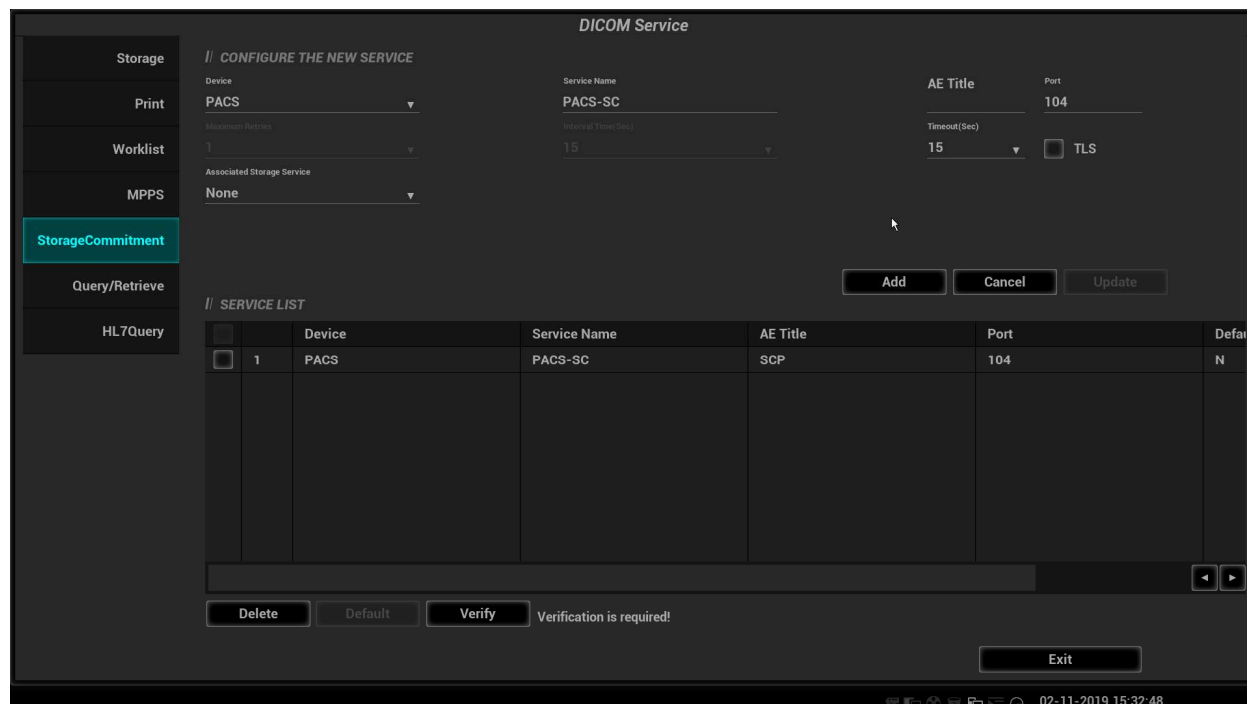 DICOM Service
Storage
Print
Worklist
MPPS
StorageCommitment
Query/Retrieve
HL7Query
// CONFIGURE THE NEW SERVICE
Device Service Name AE Title Port
PACS PACS-SC 104
Maximum Retries Interval Time(Sec) Timeout(Sec)
1 15 15 TLS
Associated Storage Service
None
Add Cancel Update
// SERVICE LIST
Device Service Name AE Title Port Defau
1 PACS PACS-SC SCP 104 N
Delete Default Verify Verification is required!
Exit
02-11-2019 15:32:48